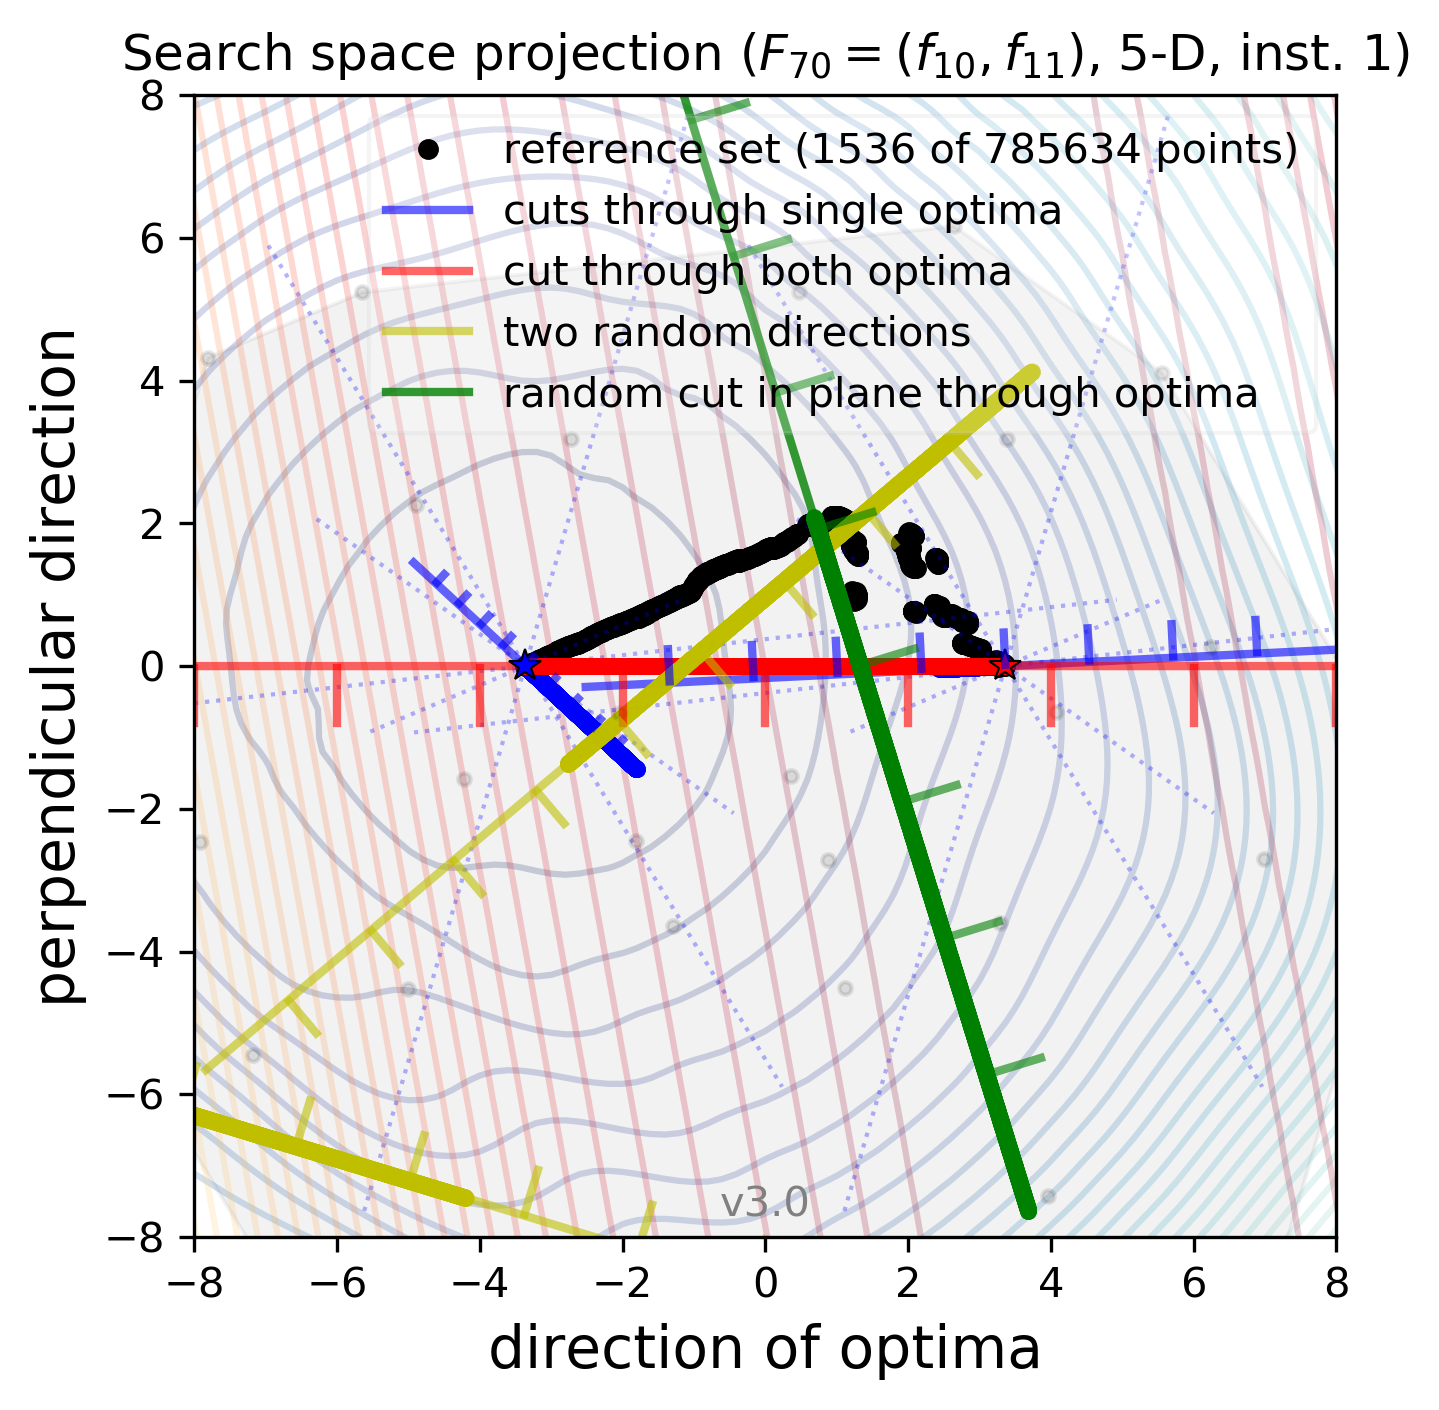 Search space projection (F₇₀ = (f₁₀, f₁₁), 5-D, inst. 1)
8
reference set (1536 of 785634 points)
cuts through single optima
6
cut through both optima
two random directions
4
random cut in plane through optima
2
0
−2
−4
−6
−8
perpendicular direction
v3.0
−8 −6 −4 −2 0 2 4 6 8
direction of optima